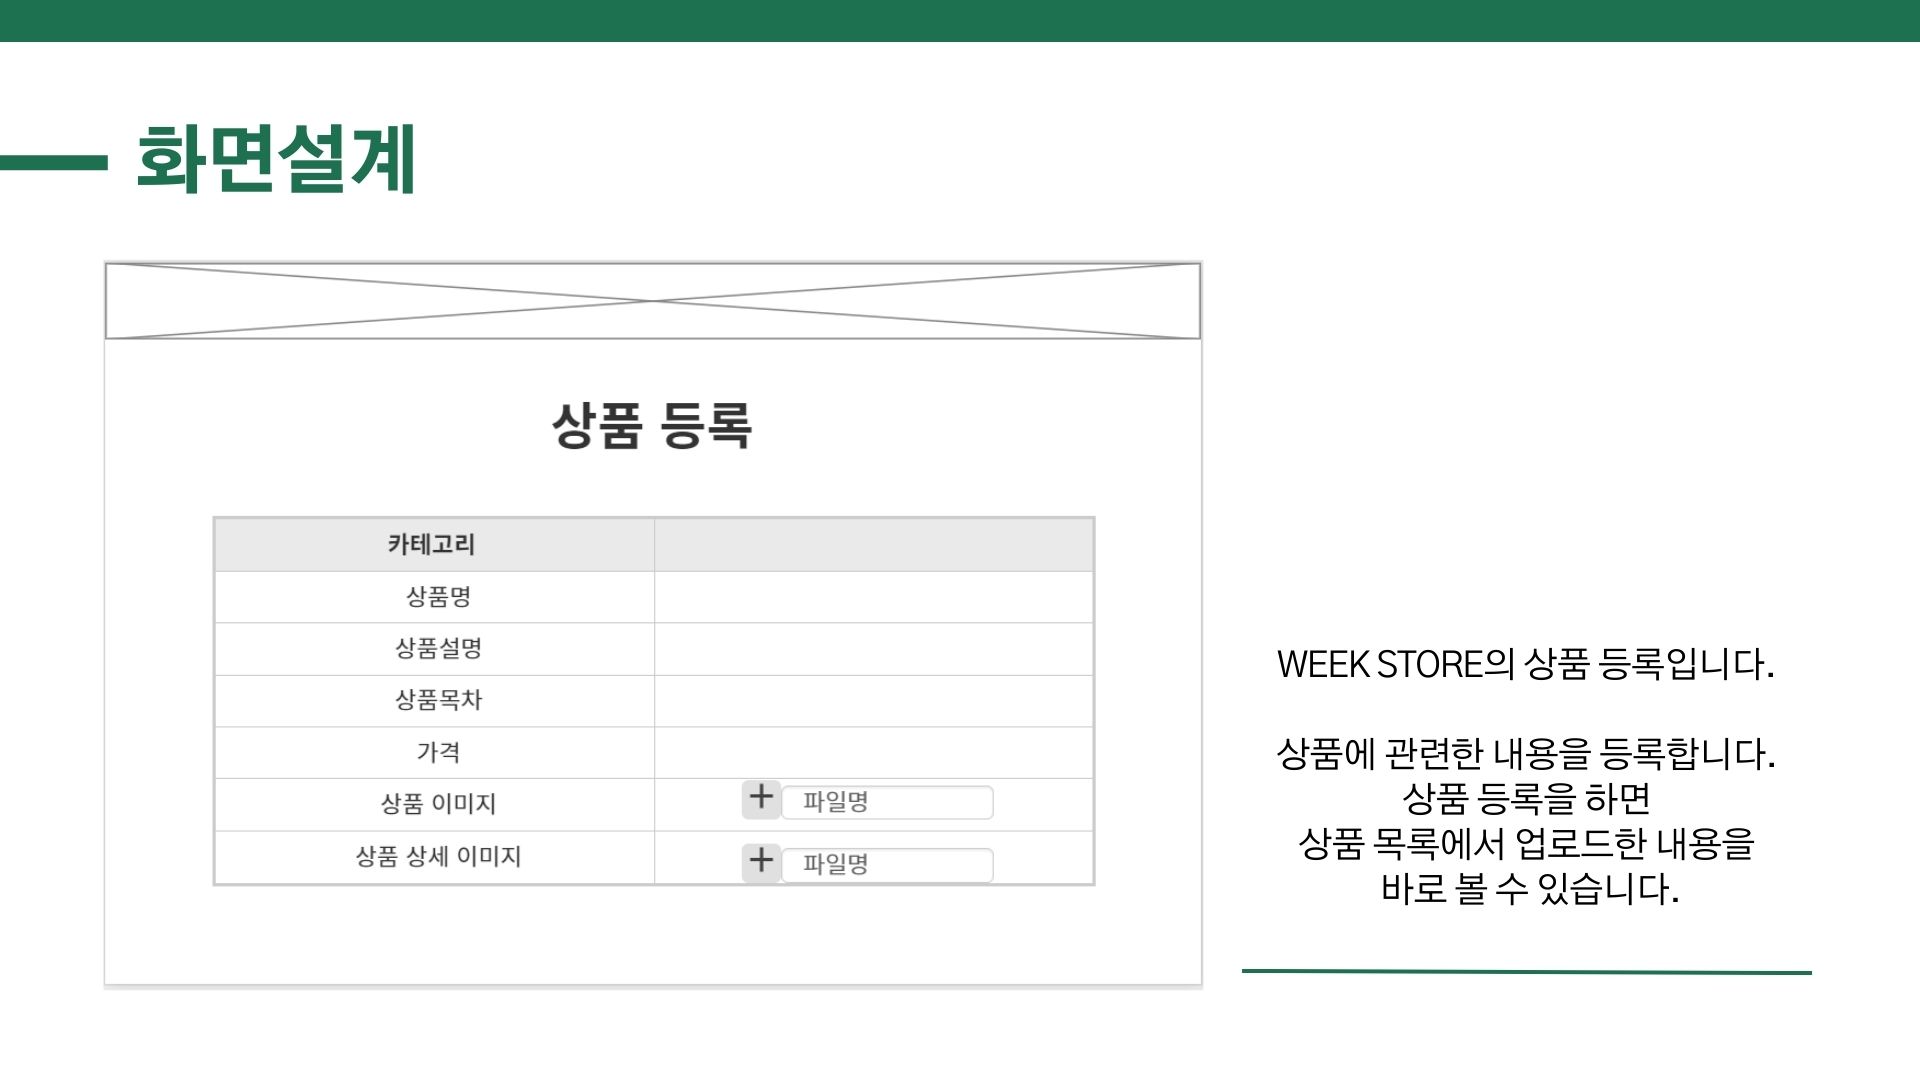 화면설계
상품 등록
카테고리
상품명
상품설명
상품목차
가격
상품 이미지 + 파일명
상품 상세 이미지 + 파일명
WEEK STORE의 상품 등록입니다.
상품에 관련한 내용을 등록합니다.
상품 등록을 하면
상품 목록에서 업로드한 내용을
바로 볼 수 있습니다.